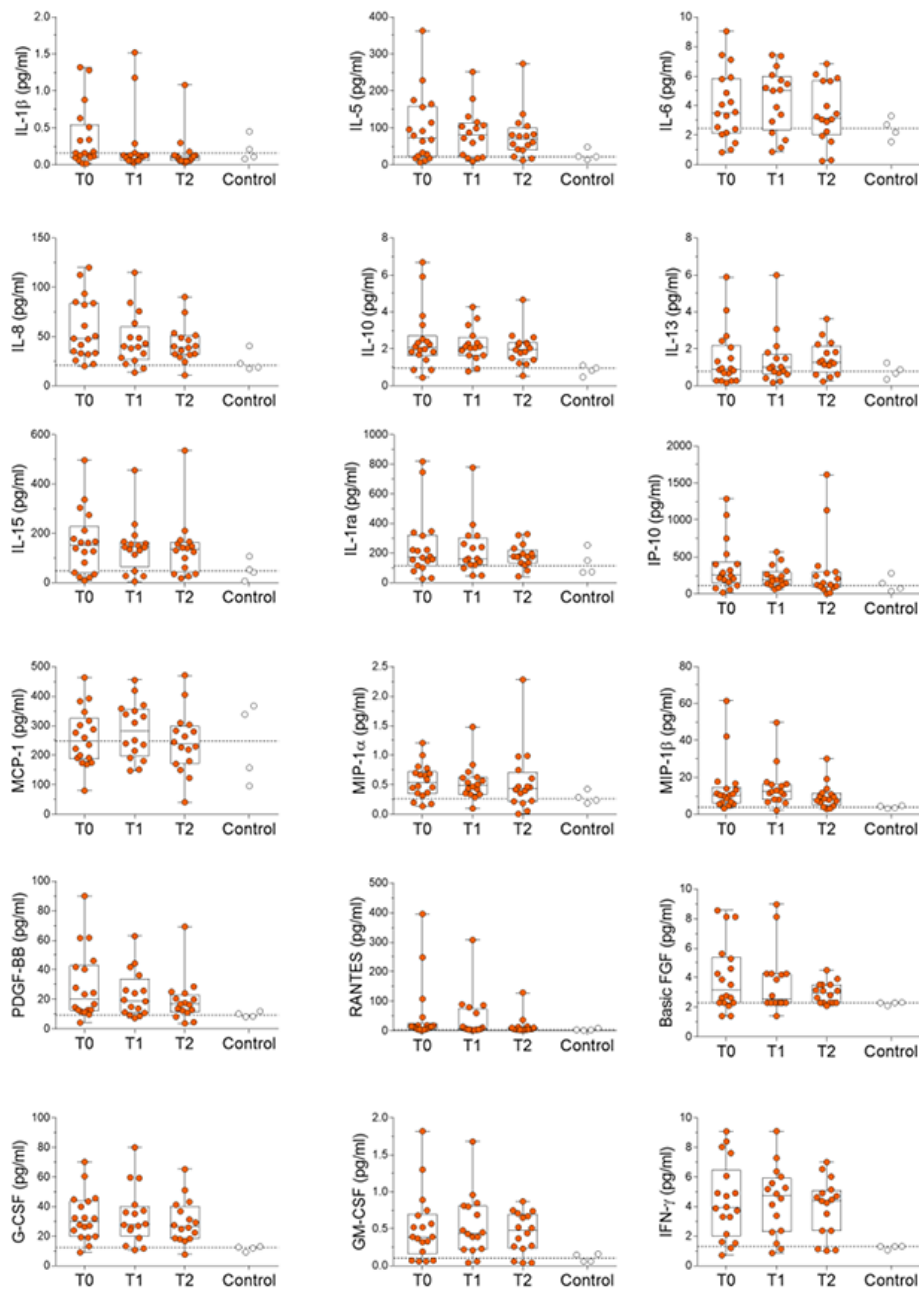 IL-1β (pg/ml)
2.0
1.5
1.0
0.5
0.0
T0 T1 T2 Control
IL-5 (pg/ml)
400
300
200
100
0
T0 T1 T2 Control
IL-6 (pg/ml)
10
8
6
4
2
0
T0 T1 T2 Control
IL-8 (pg/ml)
150
100
50
0
T0 T1 T2 Control
IL-10 (pg/ml)
8
6
4
2
0
T0 T1 T2 Control
IL-13 (pg/ml)
8
6
4
2
0
T0 T1 T2 Control
IL-15 (pg/ml)
600
400
200
0
T0 T1 T2 Control
IL-1ra (pg/ml)
1000
800
600
400
200
0
T0 T1 T2 Control
IP-10 (pg/ml)
2000
1500
1000
500
0
T0 T1 T2 Control
MCP-1 (pg/ml)
500
400
300
200
100
0
T0 T1 T2 Control
MIP-1α (pg/ml)
2.5
2.0
1.5
1.0
0.5
0.0
T0 T1 T2 Control
MIP-1β (pg/ml)
80
60
40
20
0
T0 T1 T2 Control
PDGF-BB (pg/ml)
100
80
60
40
20
0
T0 T1 T2 Control
RANTES (pg/ml)
500
400
300
200
100
0
T0 T1 T2 Control
Basic FGF (pg/ml)
10
8
6
4
2
0
T0 T1 T2 Control
G-CSF (pg/ml)
100
80
60
40
20
0
T0 T1 T2 Control
GM-CSF (pg/ml)
2.0
1.5
1.0
0.5
0.0
T0 T1 T2 Control
IFN-γ (pg/ml)
10
8
6
4
2
0
T0 T1 T2 Control